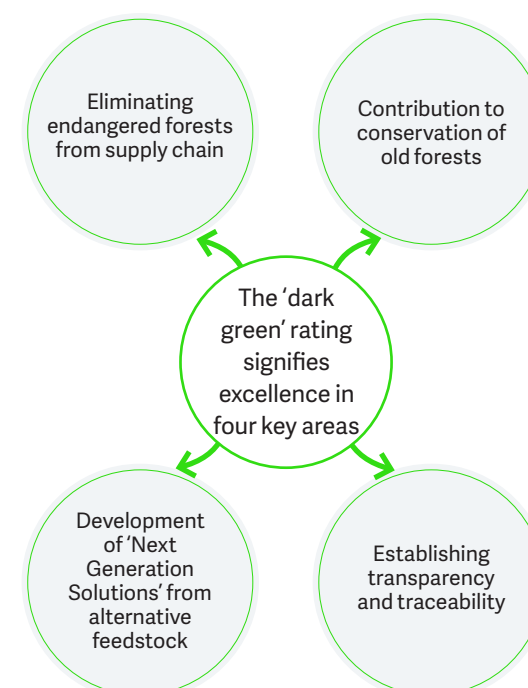 Eliminating
endangered forests
from supply chain
Contribution to
conservation of
old forests
The ‘dark
green’ rating
signifies
excellence in
four key areas
Development
of ‘Next
Generation
Solutions’ from
alternative
feedstock
Establishing
transparency
and traceability